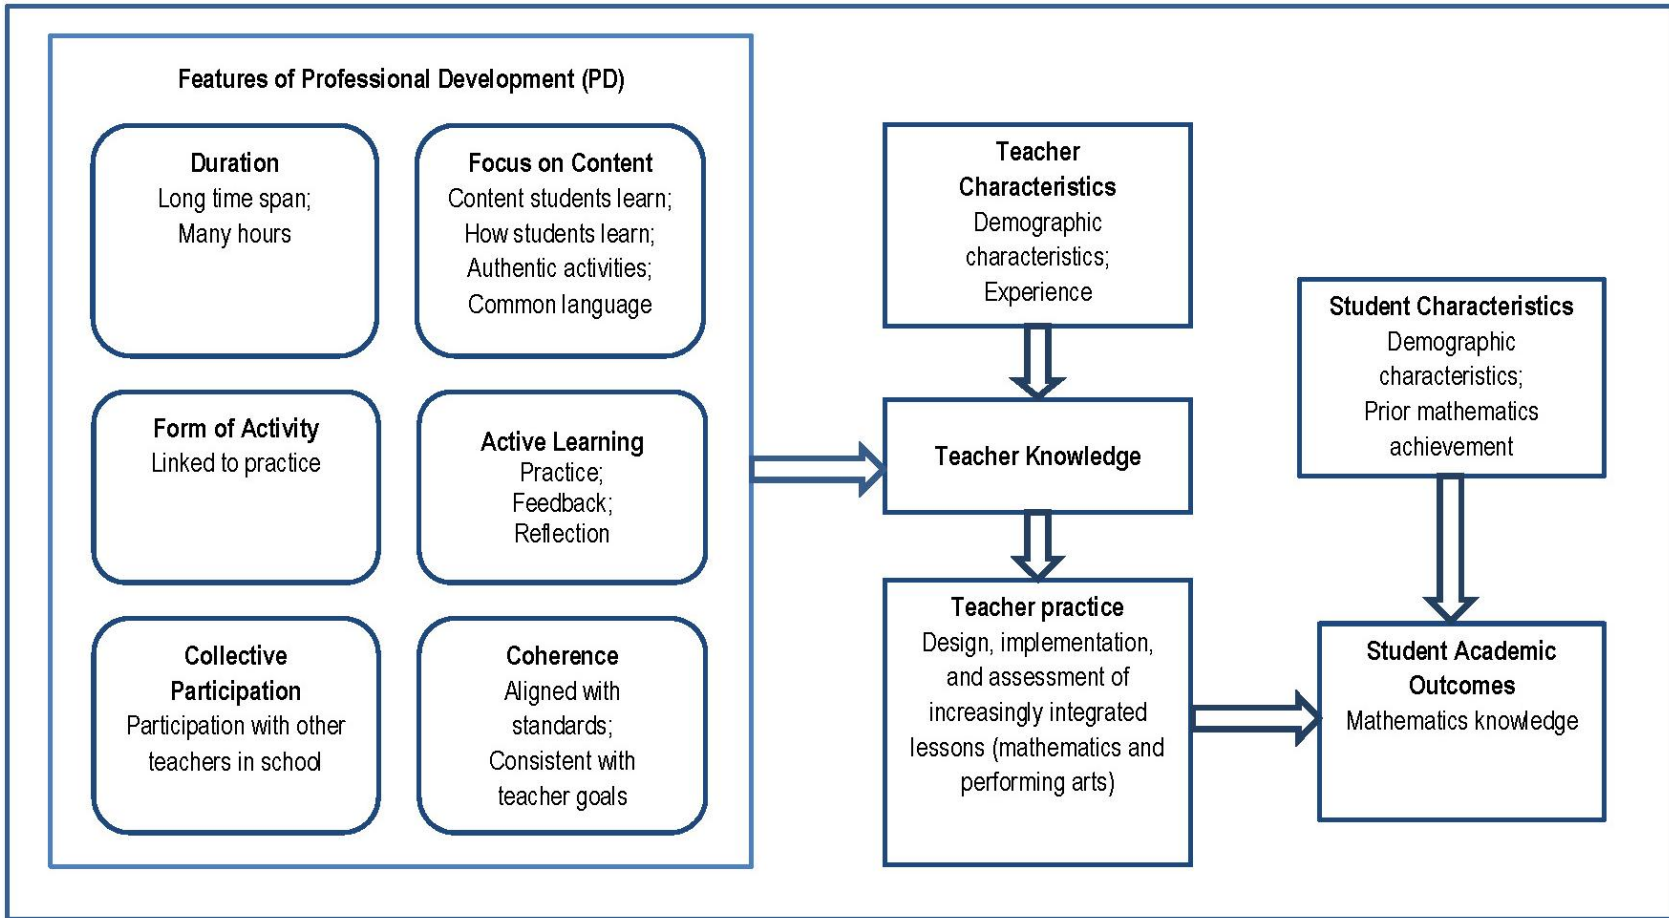 Features of Professional Development (PD)
Duration
Long time span;
Many hours
Focus on Content
Content students learn;
How students learn;
Authentic activities;
Common language
Form of Activity
Linked to practice
Active Learning
Practice;
Feedback;
Reflection
Collective
Participation
Participation with other
teachers in school
Coherence
Aligned with
standards;
Consistent with
teacher goals
Teacher
Characteristics
Demographic
characteristics;
Experience
Teacher Knowledge
Teacher practice
Design, implementation,
and assessment of
increasingly integrated
lessons (mathematics and
performing arts)
Student Characteristics
Demographic
characteristics;
Prior mathematics
achievement
Student Academic
Outcomes
Mathematics knowledge